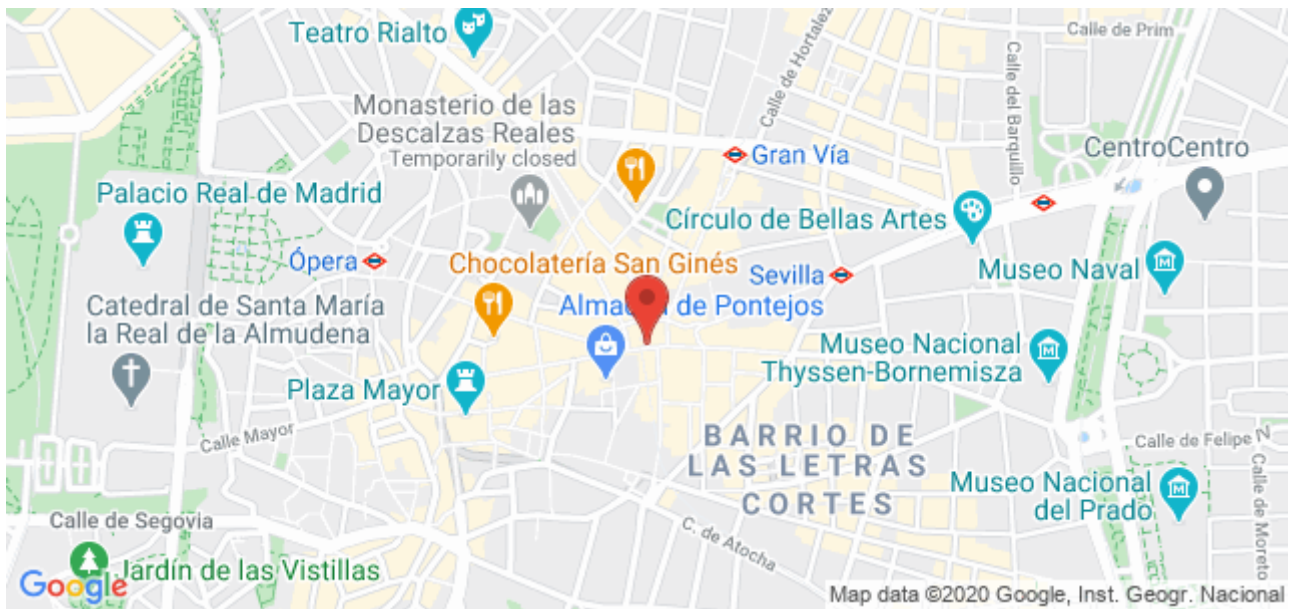 Teatro Rialto
Calle de Hortalez
Calle de Prim
Calle del Barquillo
Monasterio de las
Descalzas Reales
Temporarily closed
Gran Vía
CentroCentro
Palacio Real de Madrid
Círculo de Bellas Artes
Ópera
Chocolatería San Ginés
Sevilla
Museo Naval
Catedral de Santa María
la Real de la Almudena
de Pontejos
Museo Nacional
Thyssen-Bornemisza
Plaza Mayor
Calle Mayor
BARRIO DE
LAS LETRAS
CORTES
Calle de Felipe
Calle de Moreto
Museo Nacional
del Prado
Calle de Segovia
C. de Atocha
Jardín de las Vistillas
Google
Map data ©2020 Google, Inst. Geogr. Nacional